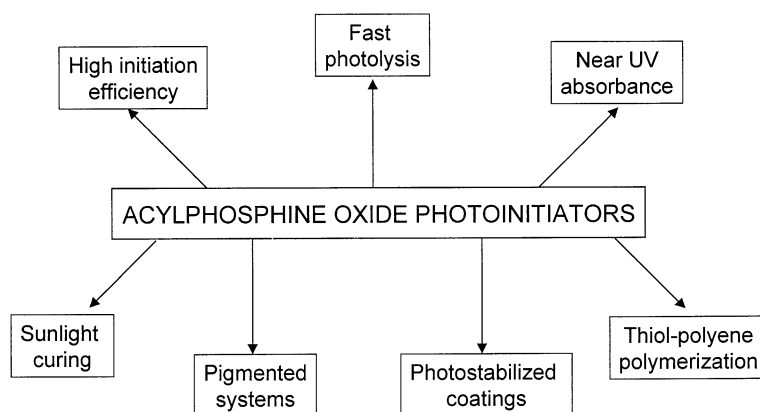 Fast
photolysis
High initiation
efficiency
Near UV
absorbance
ACYLPHOSPHINE OXIDE PHOTOINITIATORS
Sunlight
curing
Pigmented
systems
Photostabilized
coatings
Thiol-polyene
polymerization